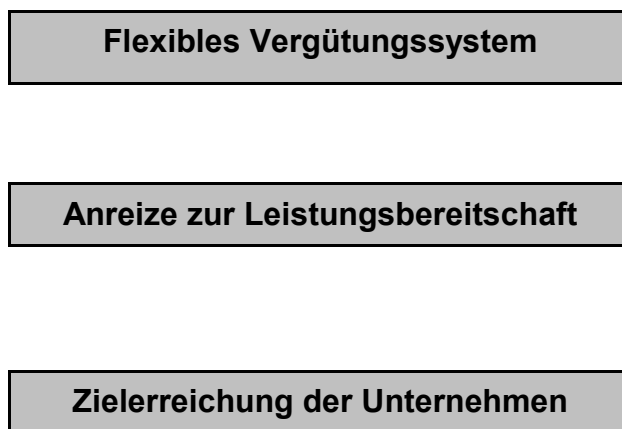 Flexibles Vergütungssystem
Anreize zur Leistungsbereitschaft
Zielerreichung der Unternehmen